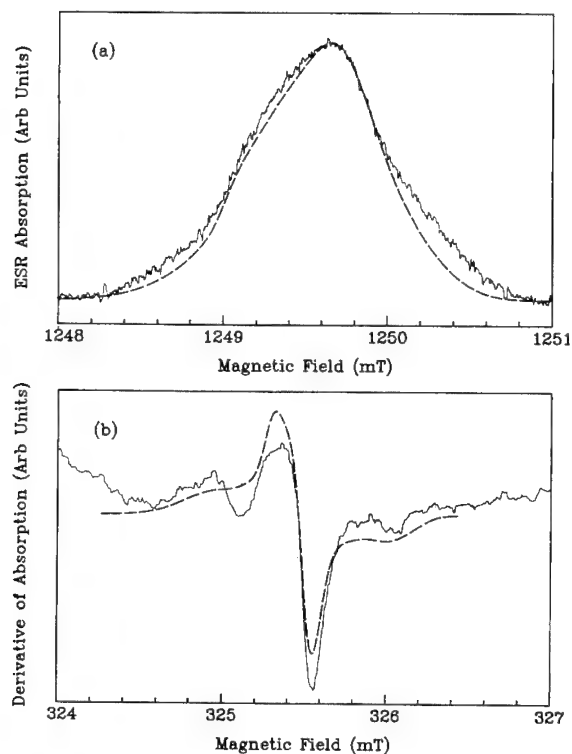 (a)
ESR Absorption (Arb Units)
1248 1249 1250 1251
Magnetic Field (mT)
(b)
Derivative of Absorption (Arb Units)
324 325 326 327
Magnetic Field (mT)